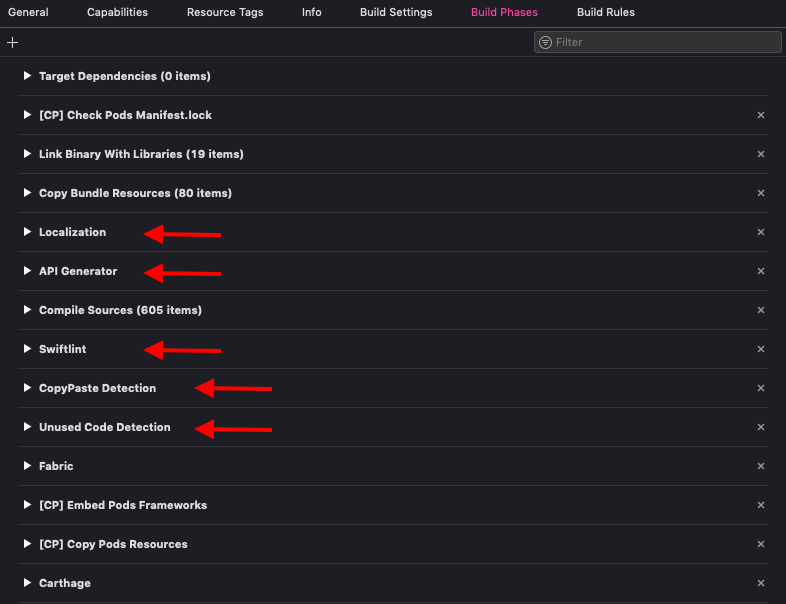 General Capabilities Resource Tags Info Build Settings Build Phases Build Rules
Filter
Target Dependencies (0 items)
[CP] Check Pods Manifest.lock
Link Binary With Libraries (19 items)
Copy Bundle Resources (80 items)
Localization
API Generator
Compile Sources (605 items)
Swiftlint
CopyPaste Detection
Unused Code Detection
Fabric
[CP] Embed Pods Frameworks
[CP] Copy Pods Resources
Carthage